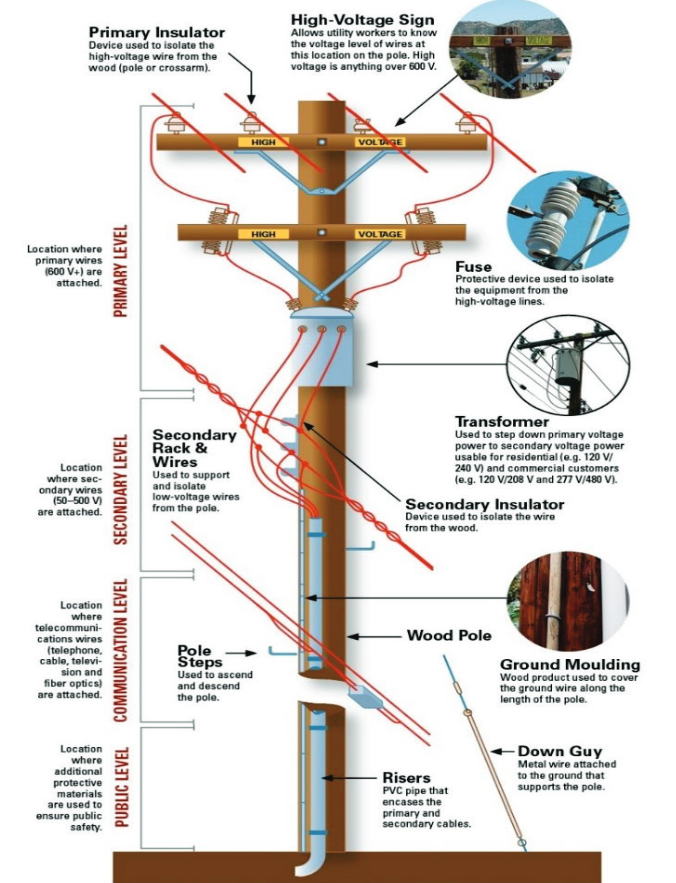 Primary Insulator
Device used to isolate the
high-voltage wire from the
wood (pole or crossarm).
High-Voltage Sign
Allows utility workers to know
the voltage level of wires at
this location on the pole. High
voltage is anything over 600 V.
HIGH
VOLTAGE
HIGH
VOLTAGE
PRIMARY LEVEL
Location where
primary wires
(600 V+) are
attached.
Fuse
Protective device used to isolate
the equipment from the
high-voltage lines.
Transformer
Used to step down primary voltage
power to secondary voltage power
usable for residential (e.g. 120 V/
240 V) and commercial customers
(e.g. 120 V/208 V and 277 V/480 V).
SECONDARY LEVEL
Location
where sec-
ondary wires
(50–500 V)
are attached.
Secondary
Rack &
Wires
Used to support
and isolate
low-voltage wires
from the pole.
Secondary Insulator
Device used to isolate the wire
from the wood.
COMMUNICATION LEVEL
Location
where
telecommuni-
cations wires
(telephone,
cable, televi-
sion and
fiber optics)
are attached.
Pole
Steps
Used to ascend
and descend
the pole.
Wood Pole
Ground Moulding
Wood product used to cover
the ground wire along the
length of the pole.
PUBLIC LEVEL
Location
where
additional
protective
materials
are used to
ensure public
safety.
Down Guy
Metal wire attached
to the ground that
supports the pole.
Risers
PVC pipe that
encases the
primary and
secondary cables.